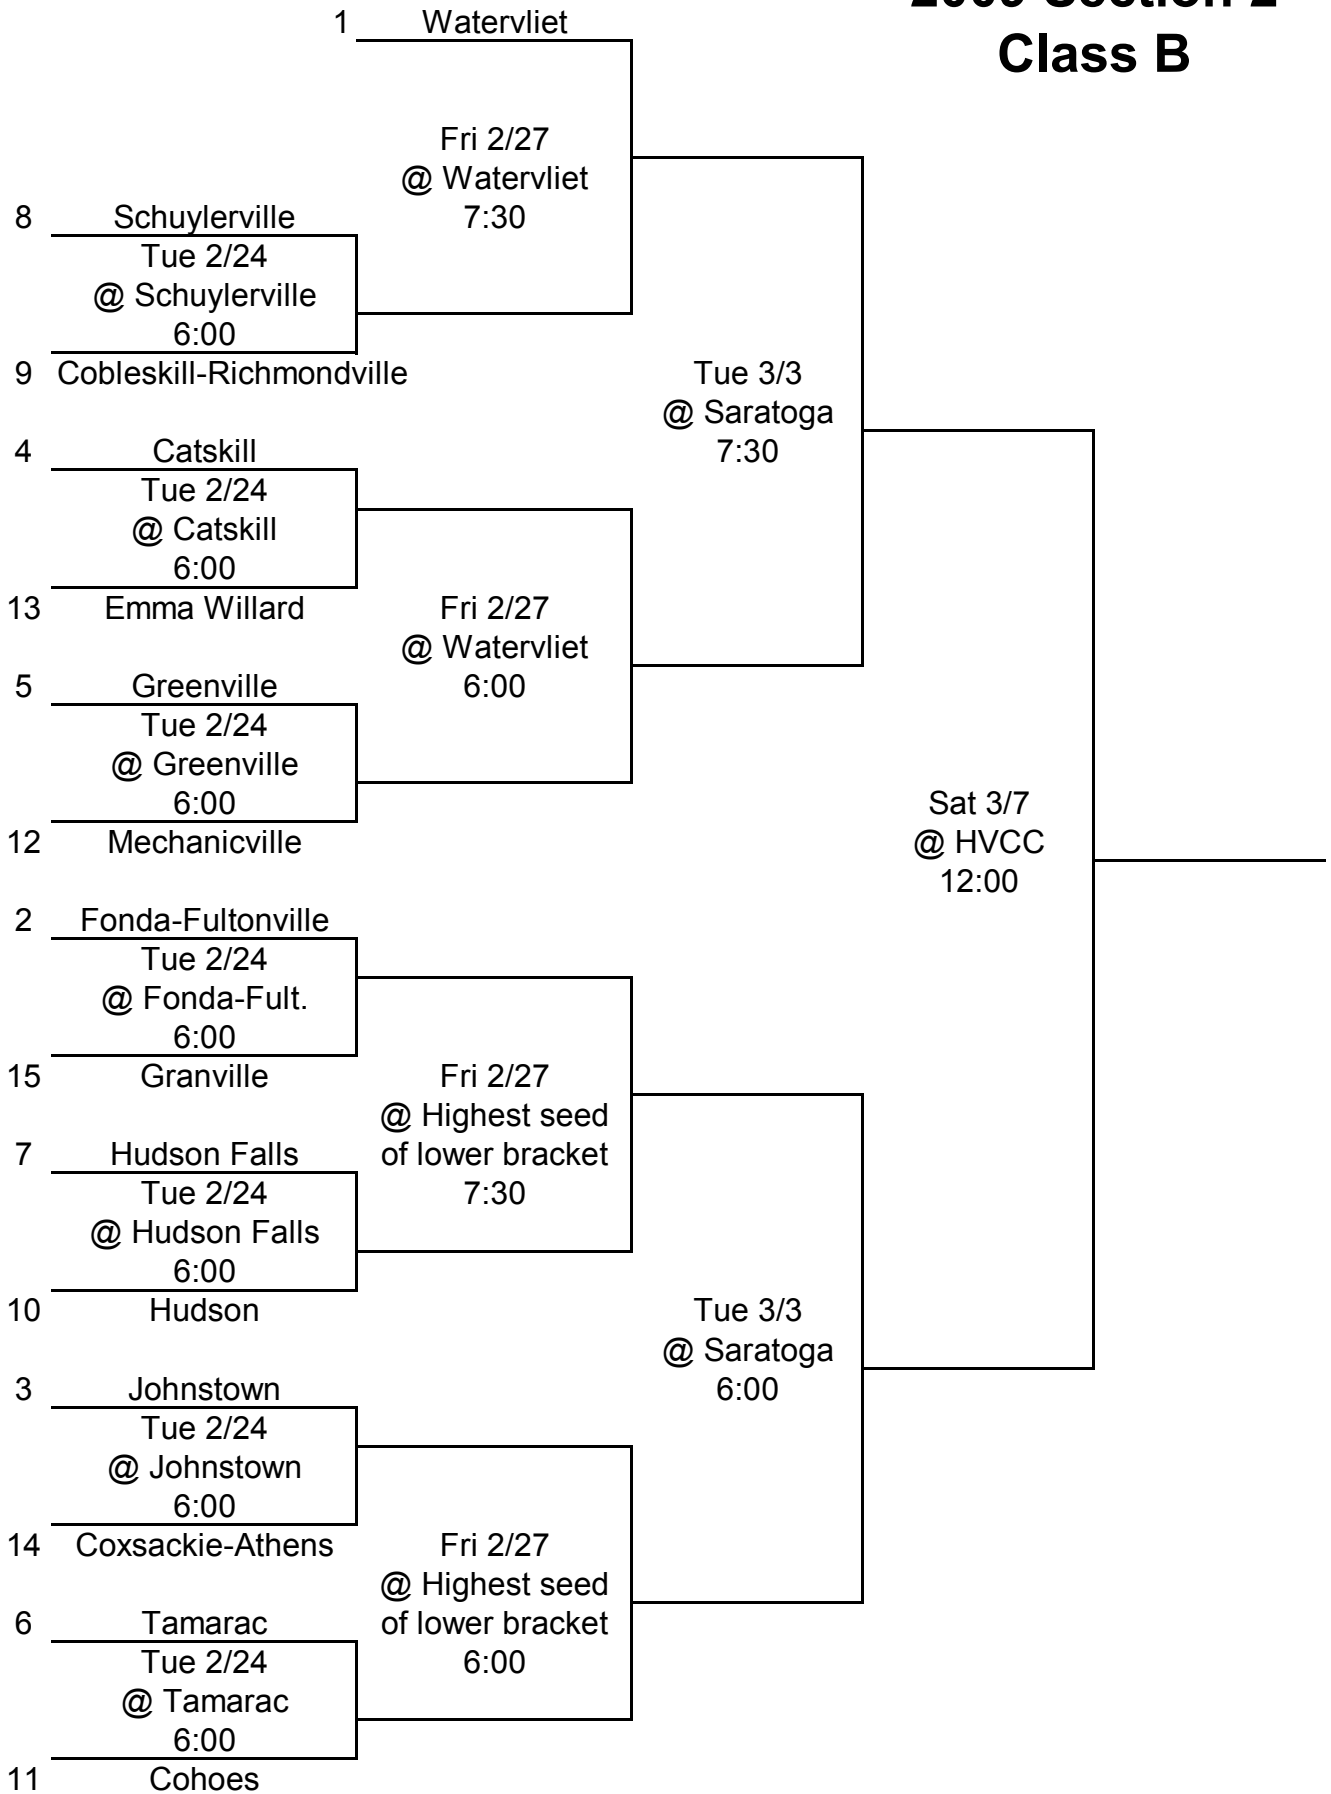 2009 Section 2
Class B
1 Watervliet
Fri 2/27
@ Watervliet
7:30
8 Schuylerville
Tue 2/24
@ Schuylerville
6:00
9 Cobleskill-Richmondville
Tue 3/3
@ Saratoga
7:30
4 Catskill
Tue 2/24
@ Catskill
6:00
13 Emma Willard
Fri 2/27
@ Watervliet
6:00
5 Greenville
Tue 2/24
@ Greenville
6:00
12 Mechanicville
Sat 3/7
@ HVCC
12:00
2 Fonda-Fultonville
Tue 2/24
@ Fonda-Fult.
6:00
15 Granville
Fri 2/27
@ Highest seed
of lower bracket
7:30
7 Hudson Falls
Tue 2/24
@ Hudson Falls
6:00
10 Hudson
Tue 3/3
@ Saratoga
6:00
3 Johnstown
Tue 2/24
@ Johnstown
6:00
14 Coxsackie-Athens
Fri 2/27
@ Highest seed
of lower bracket
6:00
6 Tamarac
Tue 2/24
@ Tamarac
6:00
11 Cohoes